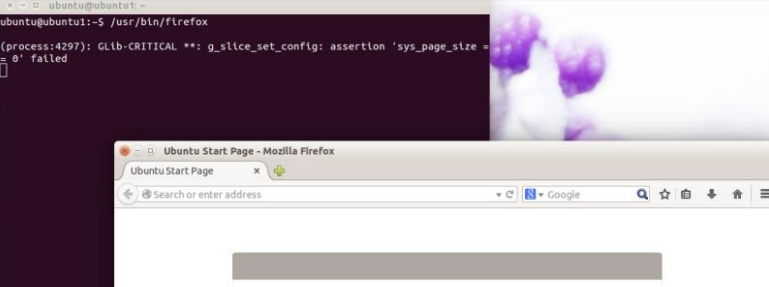 ubuntu@ubuntu1: ~
ubuntu@ubuntu1:~$ /usr/bin/firefox
(process:4297): GLib-CRITICAL **: g_slice_set_config: assertion 'sys_page_size =
= 0' failed
Ubuntu Start Page - Mozilla Firefox
Ubuntu Start Page
Search or enter address
Google